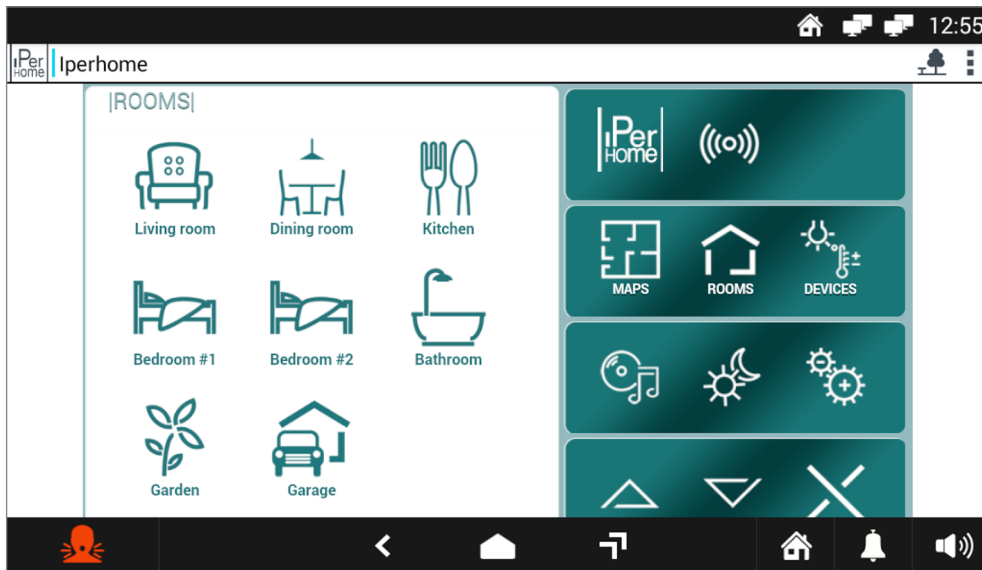 12:55
iPer
HOME
Iperhome
|ROOMS|
iPer
HOME
Living room
Dining room
Kitchen
MAPS
ROOMS
DEVICES
Bedroom #1
Bedroom #2
Bathroom
Garden
Garage